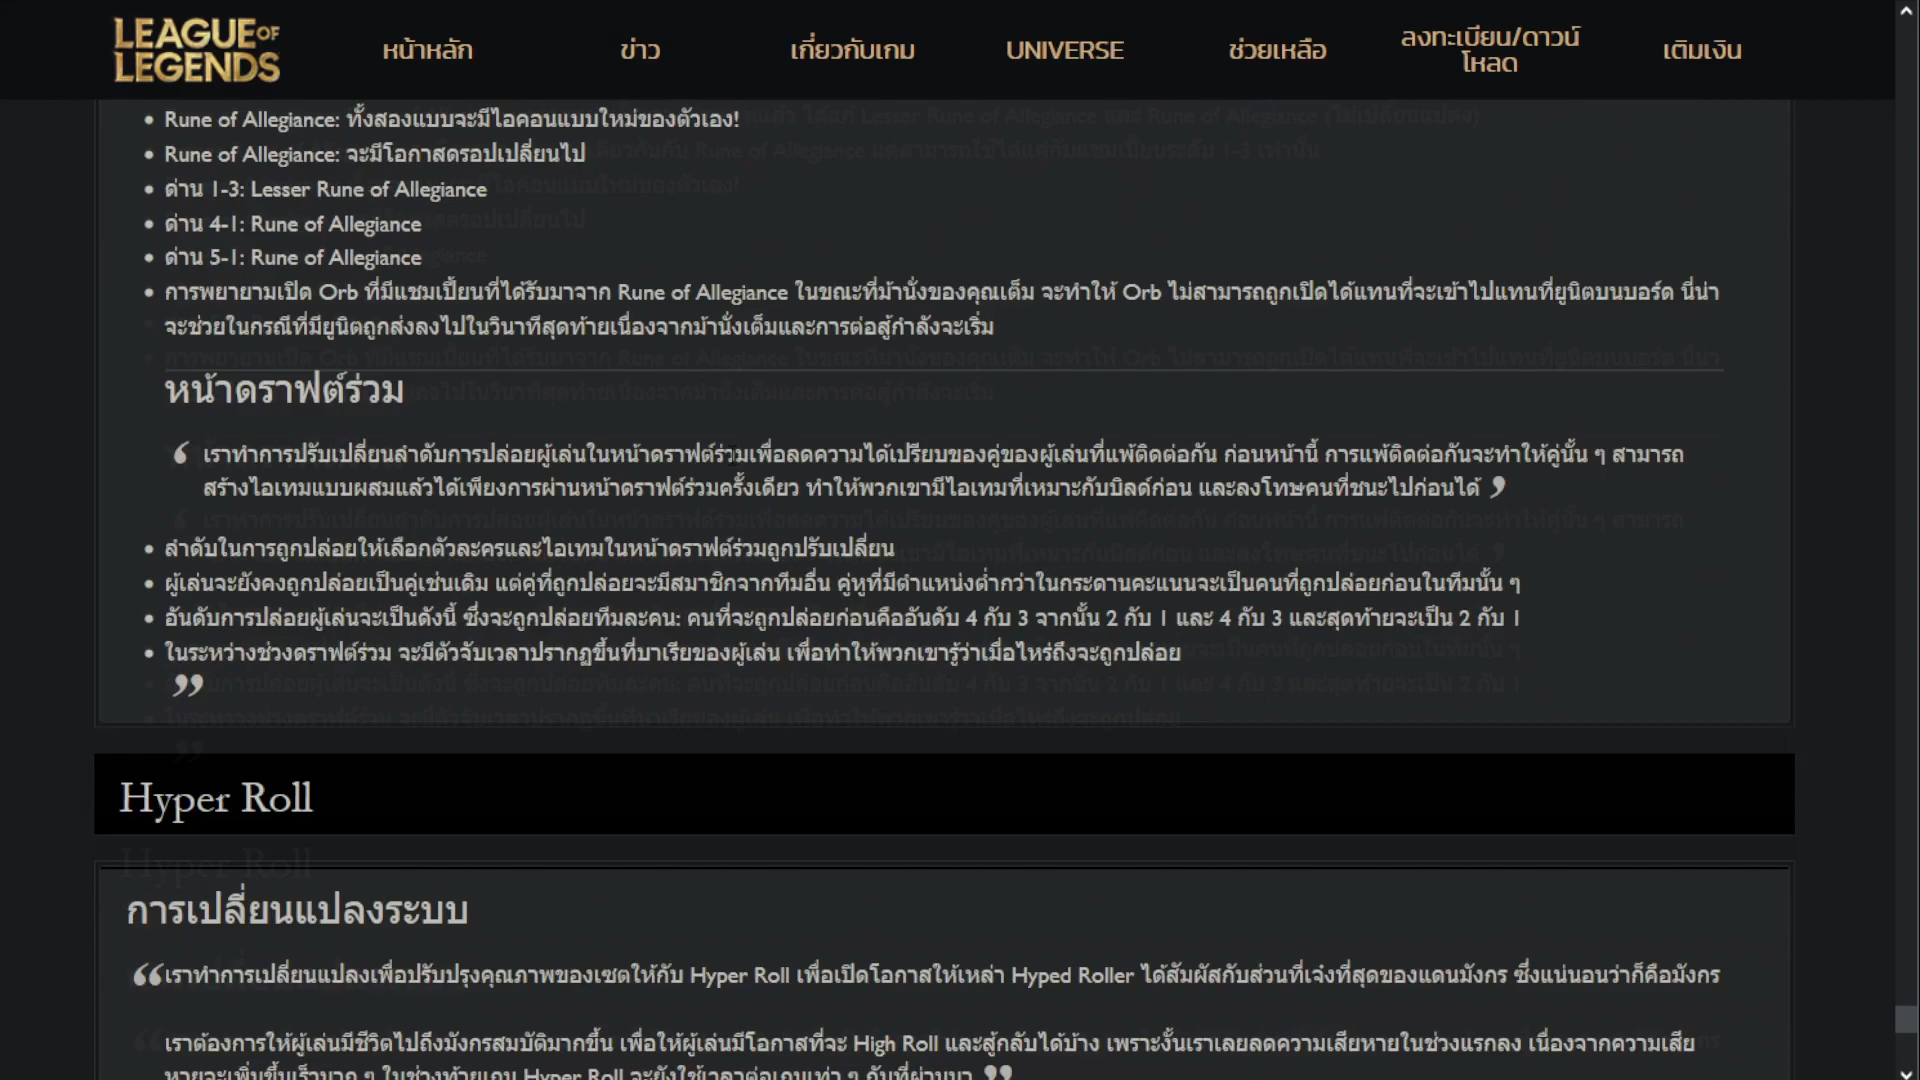 LEAGUE OF LEGENDS
หน้าหลัก
ข่าว
เกี่ยวกับเกม
UNIVERSE
ช่วยเหลือ
ลงทะเบียน/ดาวน์โหลด
เติมเงิน
Rune of Allegiance: ทั้งสองแบบจะมีไอคอนแบบใหม่ของตัวเอง!
Rune of Allegiance: จะมีโอกาสดรอปเปลี่ยนไป
ด่าน 1-3: Lesser Rune of Allegiance
ด่าน 4-1: Rune of Allegiance
ด่าน 5-1: Rune of Allegiance
การพยายามเปิด Orb ที่มีแชมเปี้ยนที่ได้รับมาจาก Rune of Allegiance ในขณะที่ม้านั่งของคุณเต็ม จะทำให้ Orb ไม่สามารถถูกเปิดได้แทนที่จะเข้าไปแทนที่ยูนิตบนบอร์ด นี่น่า
จะช่วยในกรณีที่มียูนิตถูกส่งลงไปในวินาทีสุดท้ายเนื่องจากม้านั่งเต็มและการต่อสู้กำลังจะเริ่ม
หน้าดราฟต์ร่วม
‘ เราทำการปรับเปลี่ยนลำดับการปล่อยผู้เล่นในหน้าดราฟต์ร่วมเพื่อลดความได้เปรียบของคู่ของผู้เล่นที่แพ้ติดต่อกัน ก่อนหน้านี้ การแพ้ติดต่อกันจะทำให้คู่นั้น ๆ สามารถ
สร้างไอเทมแบบผสมแล้วได้เพียงการผ่านหน้าดราฟต์ร่วมครั้งเดียว ทำให้พวกเขามีไอเทมที่เหมาะกับบิลด์ก่อน และลงโทษคนที่ชนะไปก่อนได้ ’
ลำดับในการถูกปล่อยให้เลือกตัวละครและไอเทมในหน้าดราฟต์ร่วมถูกปรับเปลี่ยน
ผู้เล่นจะยังคงถูกปล่อยเป็นคู่เช่นเดิม แต่คู่ที่ถูกปล่อยจะมีสมาชิกจากทีมอื่น คู่หูที่มีตำแหน่งต่ำกว่าในกระดานคะแนนจะเป็นคนที่ถูกปล่อยก่อนในทีมนั้น ๆ
อันดับการปล่อยผู้เล่นจะเป็นดังนี้ ซึ่งจะถูกปล่อยทีมละคน: คนที่จะถูกปล่อยก่อนคืออันดับ 4 กับ 3 จากนั้น 2 กับ 1 และ 4 กับ 3 และสุดท้ายจะเป็น 2 กับ 1
ในระหว่างช่วงดราฟต์ร่วม จะมีตัวจับเวลาปรากฏขึ้นที่บาเรียของผู้เล่น เพื่อทำให้พวกเขารู้ว่าเมื่อไหร่ถึงจะถูกปล่อย
”
Hyper Roll
การเปลี่ยนแปลงระบบ
“เราทำการเปลี่ยนแปลงเพื่อปรับปรุงคุณภาพของเซตให้กับ Hyper Roll เพื่อเปิดโอกาสให้เหล่า Hyped Roller ได้สัมผัสกับส่วนที่เจ๋งที่สุดของแดนมังกร ซึ่งแน่นอนว่าก็คือมังกร
เราต้องการให้ผู้เล่นมีชีวิตไปถึงมังกรสมบัติมากขึ้น เพื่อให้ผู้เล่นมีโอกาสที่จะ High Roll และสู้กลับได้บ้าง เพราะงั้นเราเลยลดความเสียหายในช่วงแรกลง เนื่องจากความเสีย
หายจะเพิ่มขึ้นเร็วมาก ๆ ในช่วงท้ายเกม Hyper Roll จะยังใช้เวลาต่อเกมเท่า ๆ กับที่ผ่านมา ”